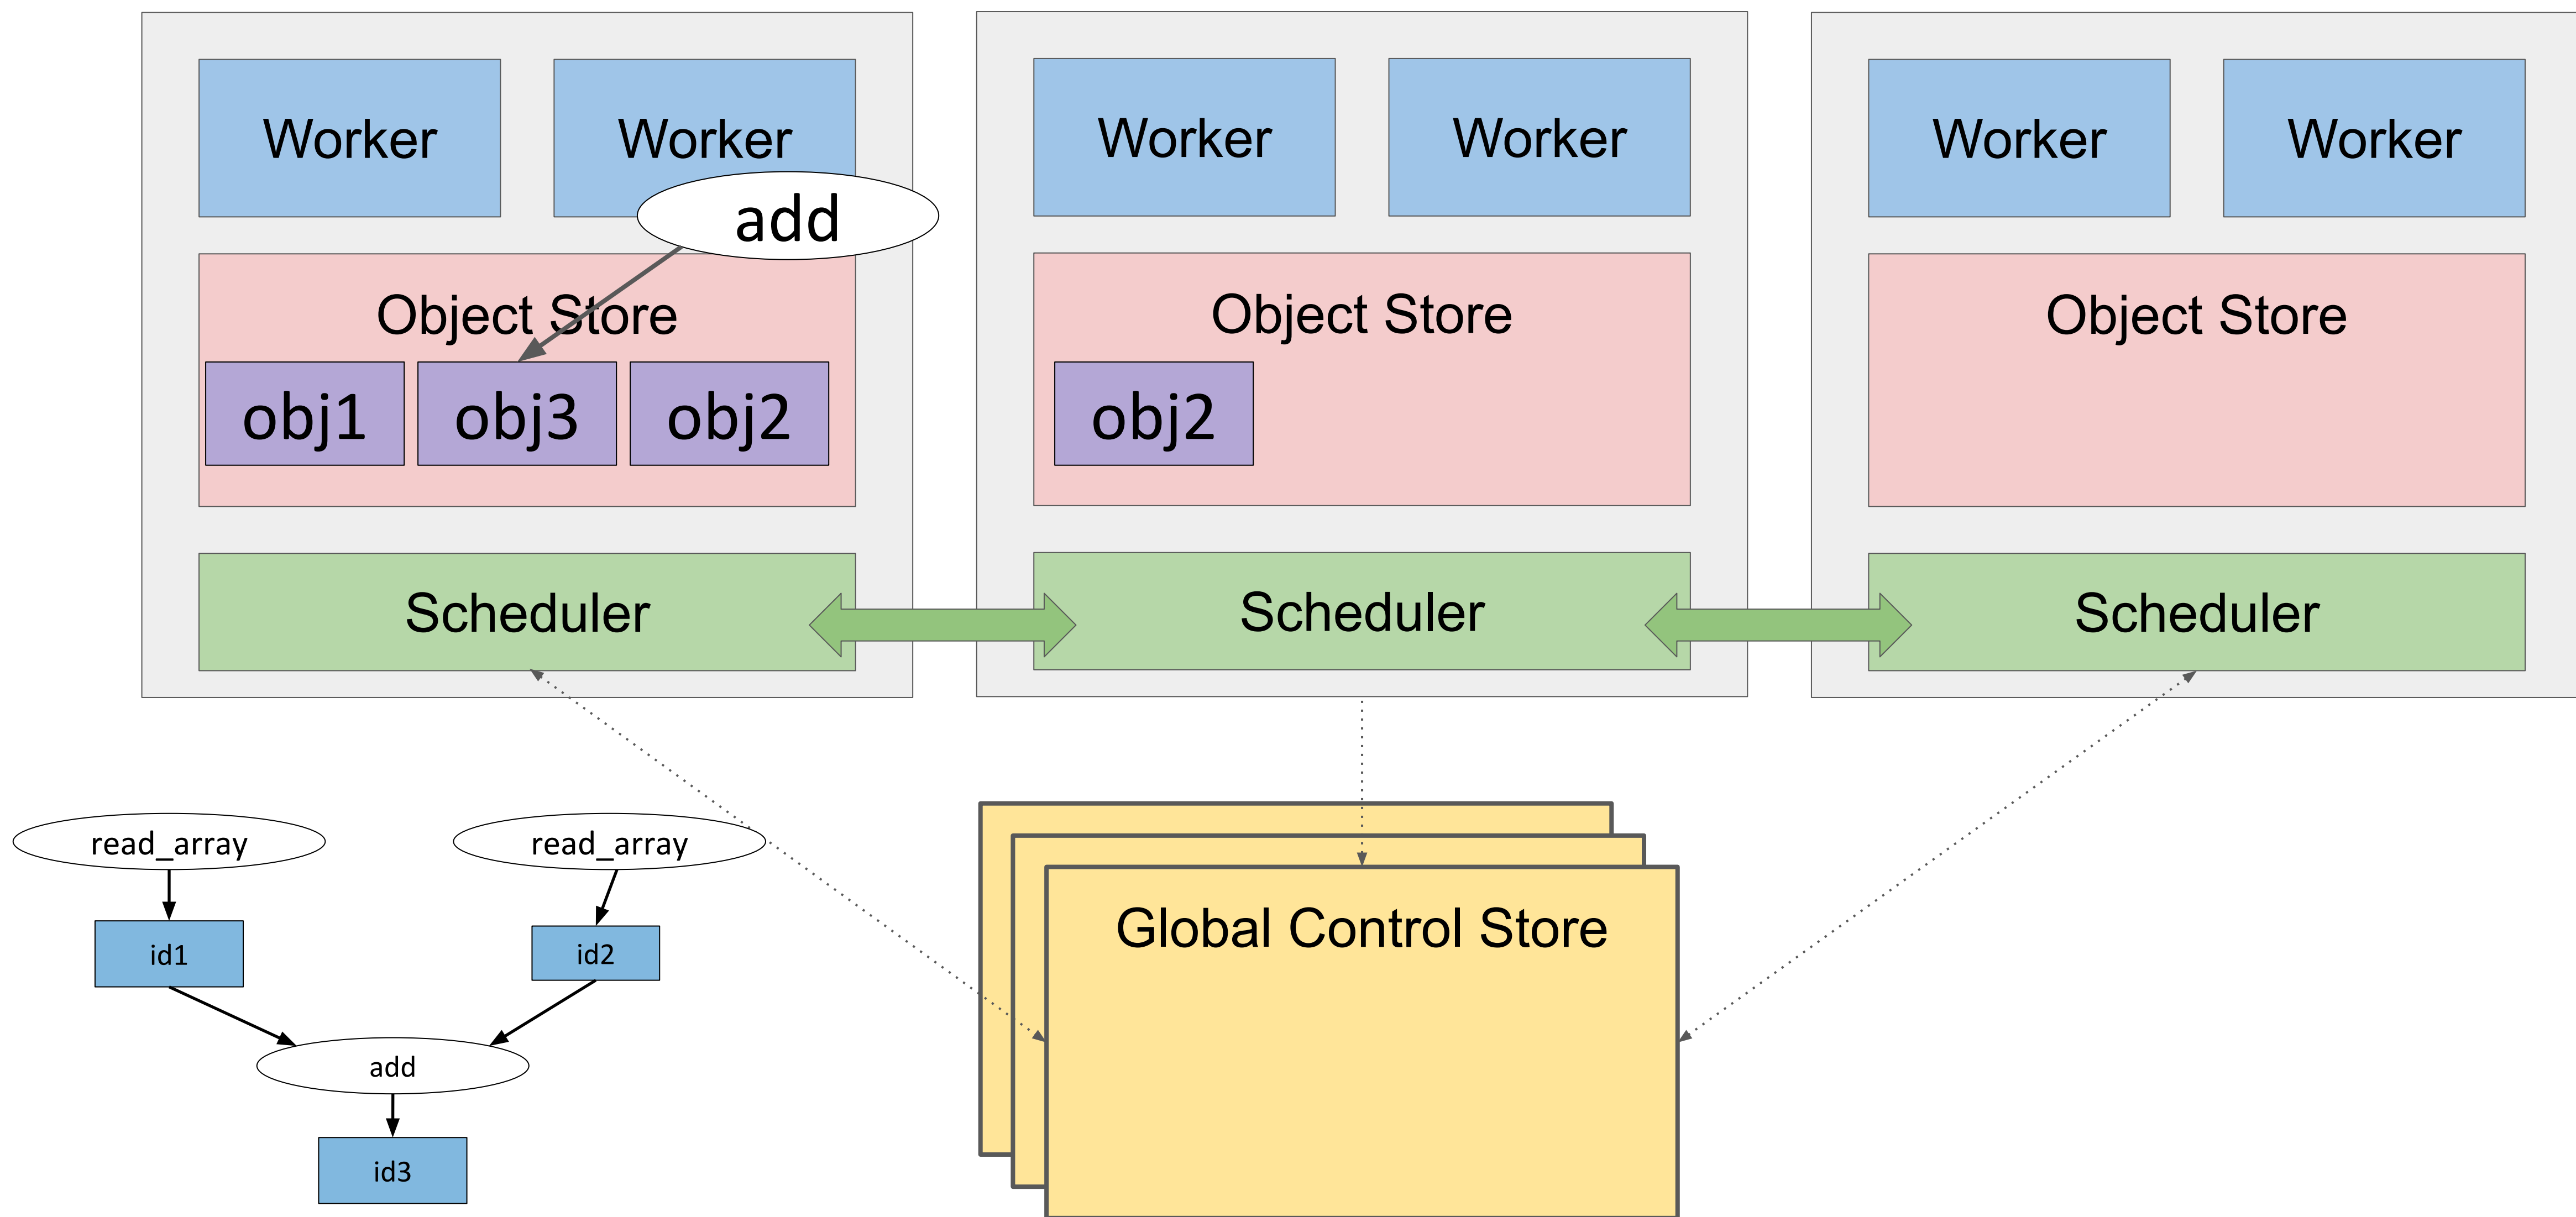 Worker
Worker
Worker
Worker
Worker
Worker
add
Object Store
Object Store
Object Store
obj1
obj3
obj2
obj2
Scheduler
Scheduler
Scheduler
read_array
read_array
id1
id2
add
id3
Global Control Store